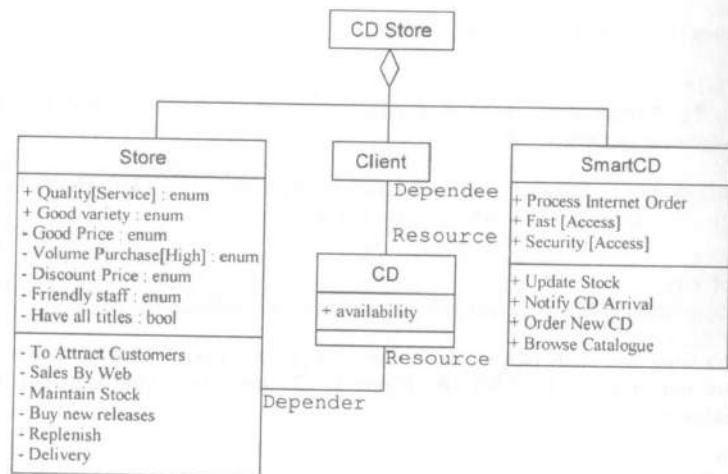 CD Store
Store
+ Quality[Service] : enum
+ Good variety : enum
- Good Price : enum
- Volume Purchase[High] : enum
- Discount Price : enum
- Friendly staff : enum
- Have all titles : bool
- To Attract Customers
- Sales By Web
- Maintain Stock
- Buy new releases
- Replenish
- Delivery
Client
Dependee
Resource
CD
+ availability
Resource
Depender
SmartCD
+ Process Internet Order
+ Fast [Access]
+ Security [Access]
+ Update Stock
+ Notify CD Arrival
+ Order New CD
+ Browse Catalogue